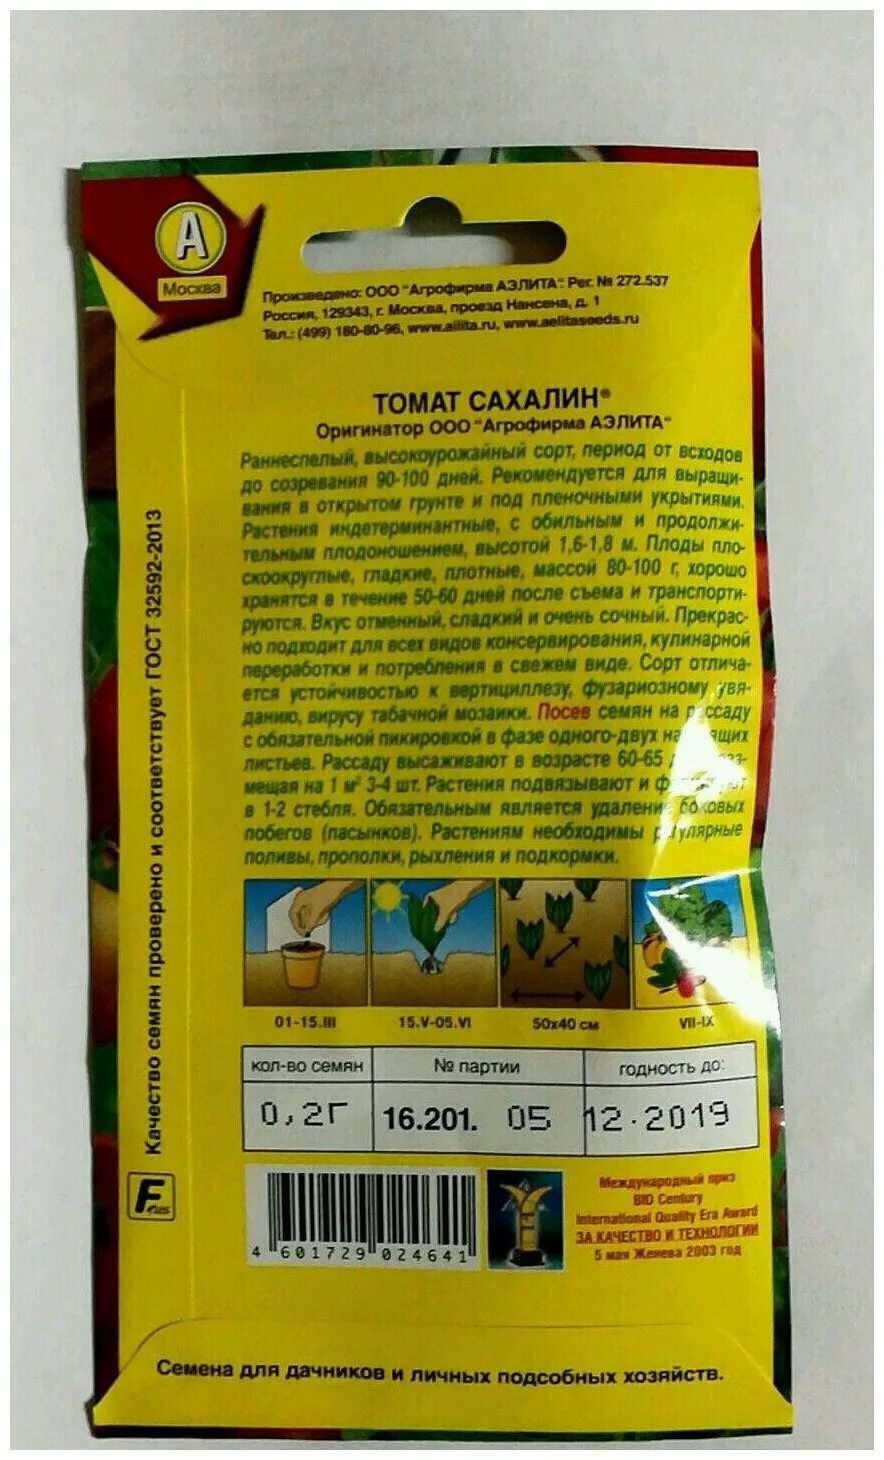 А
Москва
Произведено: ООО "Агрофирма АЭЛИТА". Рег. № 272.537
Россия, 129343, г. Москва, проезд Нансена, д. 1
Тел.: (499) 180-80-96, www.ailita.ru, www.aelitaseeds.ru
ТОМАТ САХАЛИН®
Оригинатор ООО "Агрофирма АЭЛИТА"
Раннеспелый, высокоурожайный сорт, период от всходов
до созревания 90-100 дней. Рекомендуется для выращи-
вания в открытом грунте и под пленочными укрытиями.
Растения индетерминантные, с обильным и продолжи-
тельным плодоношением, высотой 1,6-1,8 м. Плоды пло-
скоокруглые, гладкие, плотные, массой 80-100 г, хорошо
хранятся в течение 50-60 дней после съема и транспорти-
руются. Вкус отменный, сладкий и очень сочный. Прекрас-
но подходит для всех видов консервирования, кулинарной
переработки и потребления в свежем виде. Сорт отлича-
ется устойчивостью к вертициллезу, фузариозному увя-
данию, вирусу табачной мозаики. Посев семян на рассаду
с обязательной пикировкой в фазе одного-двух настоящих
листьев. Рассаду высаживают в возрасте 60-65
мещая на 1 м² 3-4 шт. Растения подвязывают и формируют
в 1-2 стебля. Обязательным является удаление боковых
побегов (пасынков). Растениям необходимы регулярные
поливы, прополки, рыхления и подкормки.
01-15.III 15.V-05.VI 50х40 см VII-IX
кол-во семян № партии годность до:
0,2г 16.201. 05 12.2019
Качество семян проверено и соответствует ГОСТ 32592-2013
F
4 601729 024641
Международный приз
BID Century
International Quality Era Award
ЗА КАЧЕСТВО И ТЕХНОЛОГИИ
5 мая Женева 2003 год
Семена для дачников и личных подсобных хозяйств.